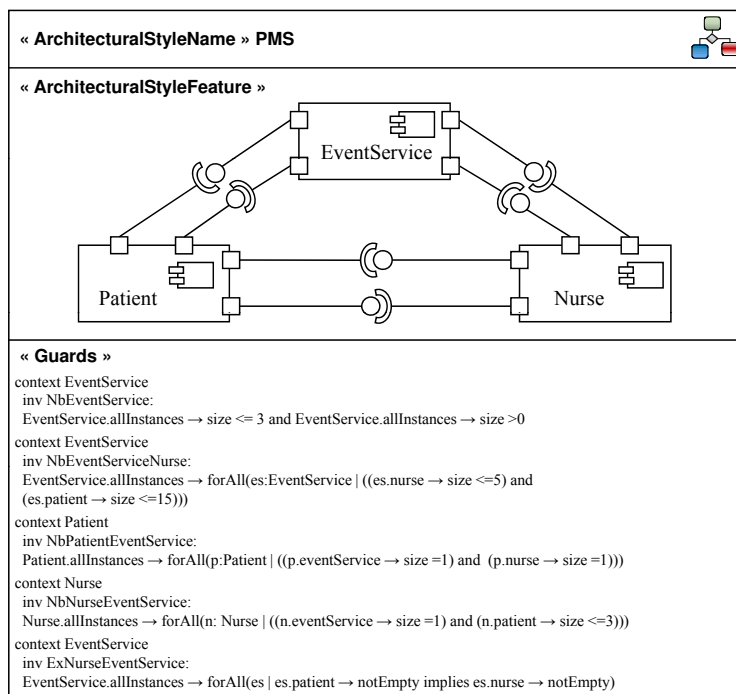 « ArchitecturalStyleName » PMS
« ArchitecturalStyleFeature »
EventService
Patient
Nurse
« Guards »
context EventService
inv NbEventService:
EventService.allInstances → size <= 3 and EventService.allInstances → size >0
context EventService
inv NbEventServiceNurse:
EventService.allInstances → forAll(es:EventService | ((es.nurse → size <=5) and
(es.patient → size <=15)))
context Patient
inv NbPatientEventService:
Patient.allInstances → forAll(p:Patient | ((p.eventService → size =1) and (p.nurse → size =1)))
context Nurse
inv NbNurseEventService:
Nurse.allInstances → forAll(n: Nurse | ((n.eventService → size =1) and (n.patient → size <=3)))
context EventService
inv ExNurseEventService:
EventService.allInstances → forAll(es | es.patient → notEmpty implies es.nurse → notEmpty)